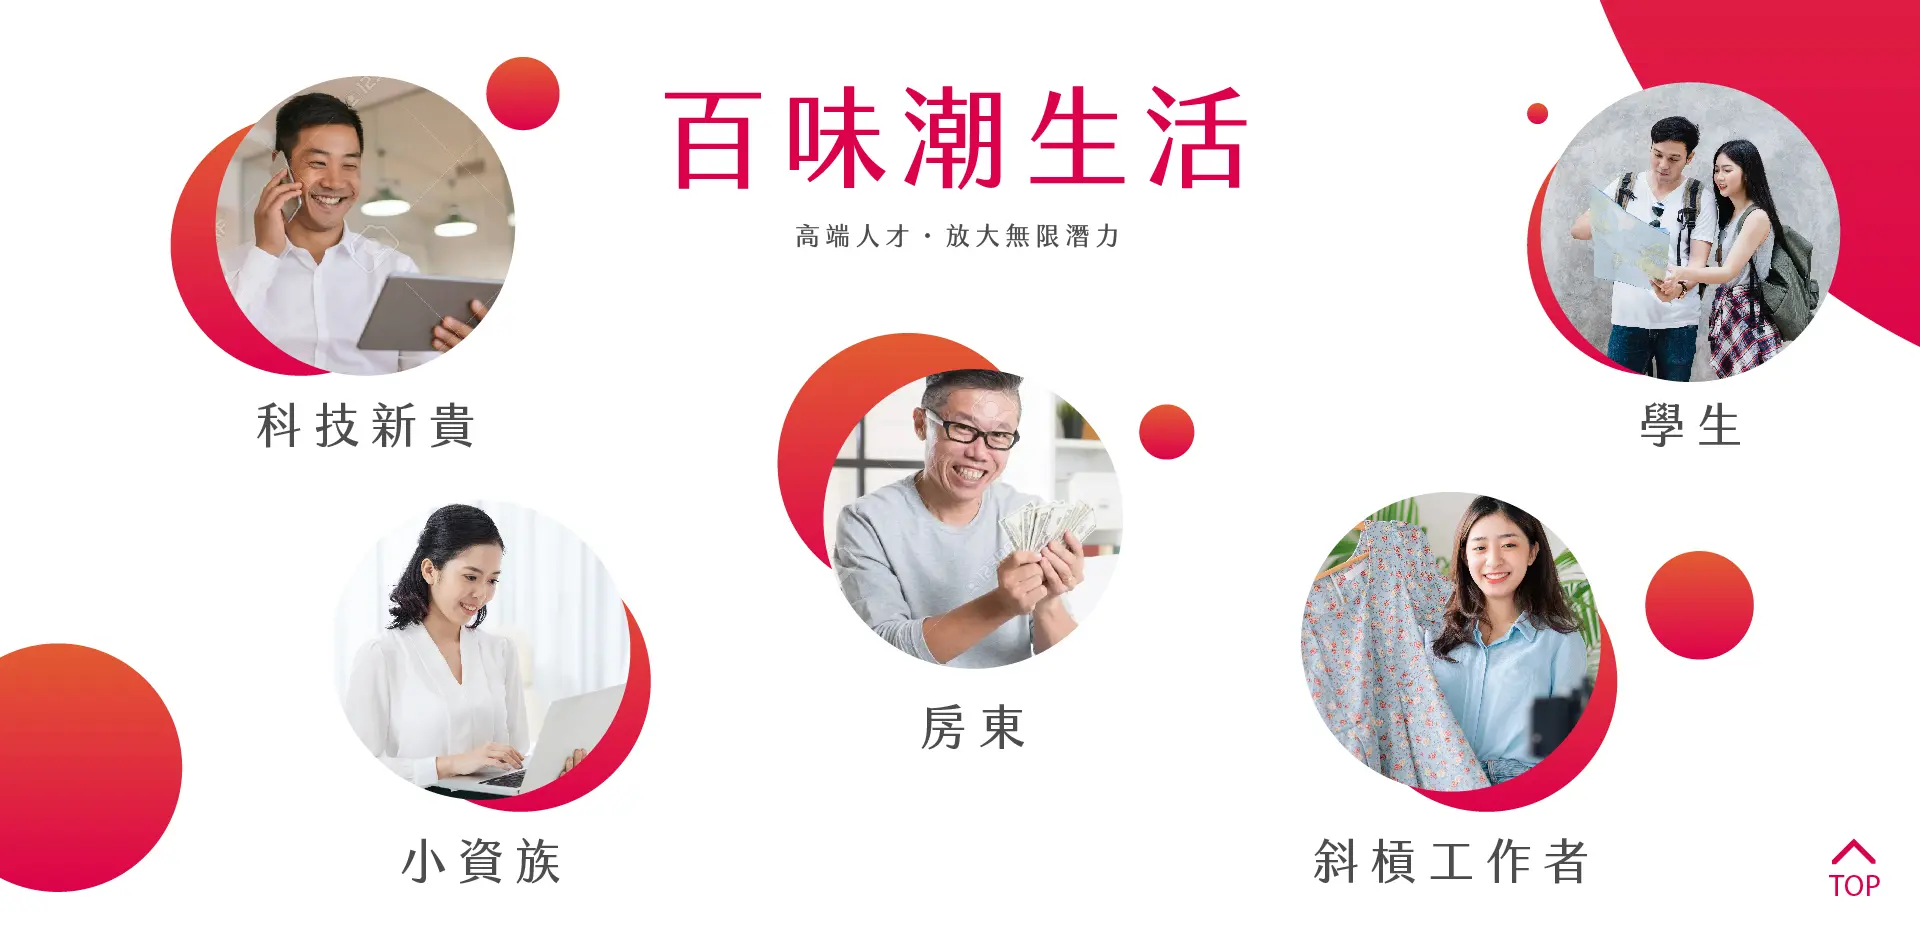 百味潮生活
高端人才・放大無限潛力
科技新貴
學生
房東
小資族
斜槓工作者
TOP